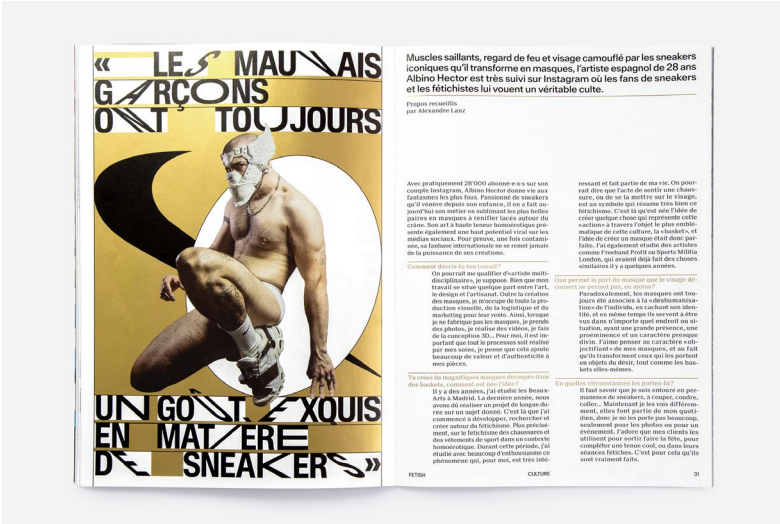 « LES MAUVAIS
GARÇONS
ONT TOUJOURS
UN GOÛT EXQUIS
EN MATIÈRE
DE SNEAKERS »
Muscles saillants, regard de feu et visage camouflé par les sneakers
iconiques qu'il transforme en masques, l'artiste espagnol de 28 ans
Albino Hector est très suivi sur Instagram où les fans de sneakers
et les fétichistes lui vouent un véritable culte.
Propos recueillis
par Alexandre Lanz
Avec pratiquement 28'000 abonné·e·x·s sur son
compte Instagram, Albino Hector donne vie aux
fantasmes les plus fous. Passionné de sneakers
qu'il vénère depuis son enfance, il en a fait au-
jourd'hui son métier en sublimant les plus belles
paires en masques à renifler lacés autour du
crâne. Son art à haute teneur homoérotique pré-
sente également une haut potentiel viral sur les
médias sociaux. Pour preuve, une fois contami-
née, sa fanbase internationale ne se remet jamais
de la puissance de ses créations.
Comment décris-tu ton travail?
On pourrait me qualifier d'«artiste multi-
disciplinaire», je suppose. Bien que mon
travail se situe quelque part entre l'art,
le design et l'artisanat. Outre la création
des masques, je m'occupe de toute la pro-
duction visuelle, de la logistique et du
marketing pour leur vente. Ainsi, lorsque
je ne fabrique pas les masques, je prends
des photos, je réalise des vidéos, je fais
de la conception 3D... Pour moi, il est im-
portant que tout le processus soit réalisé
par mes soins, je pense que cela ajoute
beaucoup de valeur et d'authenticité à
mes pièces.
Tu crées de magnifiques masques découpés dans
des baskets, comment est née l'idée?
Il y a des années, j'ai étudié les Beaux-
Arts à Madrid. La dernière année, nous
avons dû réaliser un projet de longue du-
rée sur un sujet donné. C'est là que j'ai
commencé à développer, rechercher et
créer autour du fétichisme. Plus précisé-
ment, sur le fétichisme des chaussures et
des vêtements de sport dans un contexte
homoérotique. Durant cette période, j'ai
étudié avec beaucoup d'enthousiasme ce
phénomène qui, pour moi, est très inté-
ressant et fait partie de ma vie. On pour-
rait dire que l'acte de sentir une chaus-
sure, ou de se la mettre sur le visage,
est un symbole qui résume très bien ce
fétichisme. C'est là qu'est née l'idée de
créer quelque chose qui représente cette
«action» à travers l'objet le plus emblé-
matique de cette culture, la «basket», et
l'idée de créer un masque était donc par-
faite. J'ai également étudié des artistes
comme Freehand Profit ou Sports Militia
London, qui avaient déjà fait des choses
similaires il y a quelques années.
Que permet le port du masque que le visage dé-
couvert ne permet pas, ou moins?
Paradoxalement, les masques ont tou-
jours été associés à la «déshumanisa-
tion» de l'individu, en cachant son iden-
tité, et en même temps ils servent à être
vus dans n'importe quel endroit ou si-
tuation, ayant une grande présence, une
proéminence et un caractère presque
divin. J'aime penser au caractère «ob-
jectifiant» de mes masques, et au fait
qu'ils transforment ceux qui les portent
en objets du désir, tout comme les bas-
kets elles-mêmes.
En quelles circonstances les portes-tu?
Il faut savoir que je suis entouré en per-
manence de sneakers, à couper, coudre,
coller... Maintenant je les vois différem-
ment, elles font partie de mon quoti-
dien, donc je ne les porte pas beaucoup,
seulement pour les photos ou pour un
événement. J'adore que mes clients les
utilisent pour sortir faire la fête, pour
compléter une tenue cool, ou dans leurs
séances fétiches. C'est pour cela qu'ils
sont vraiment faits.
FETISH
CULTURE
31